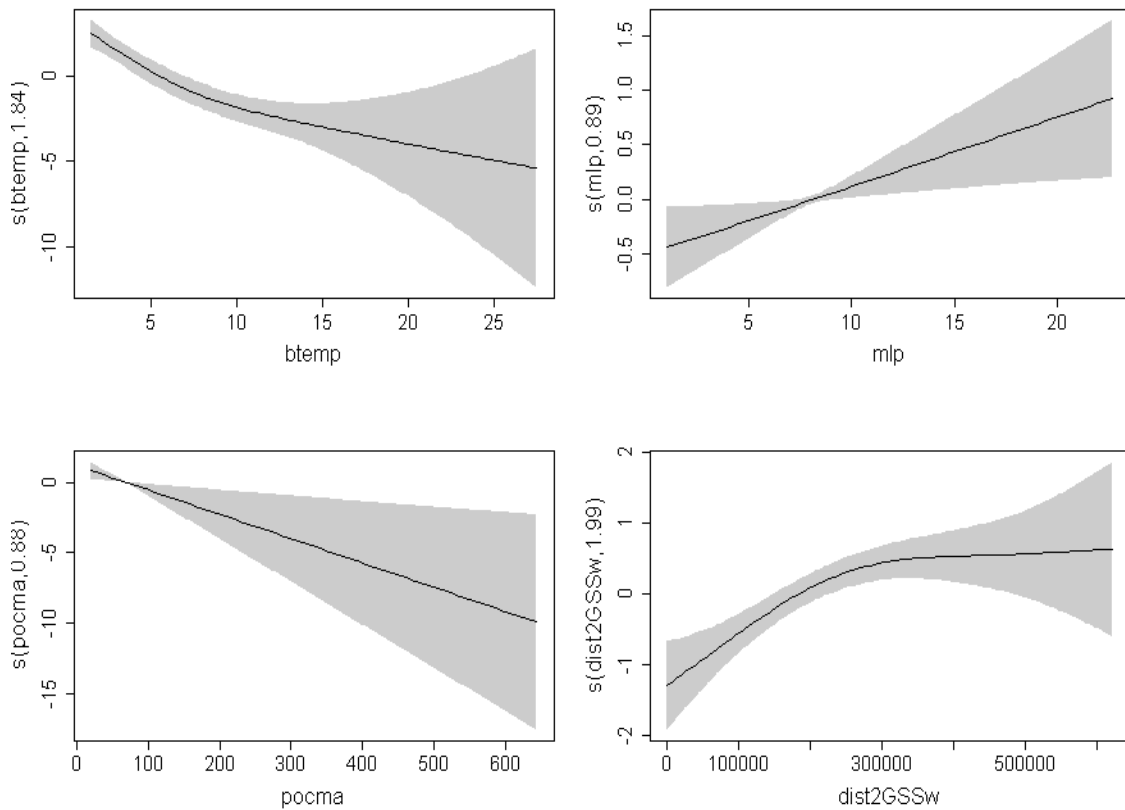 s(btemp,1.84)
0
-5
-10
5 10 15 20 25
btemp
s(mlp,0.89)
1.5
1.0
0.5
0.0
-0.5
5 10 15 20
mlp
s(pocma,0.88)
0
-5
-10
-15
0 100 200 300 400 500 600
pocma
s(dist2GSSw,1.99)
2
1
0
-1
-2
0 100000 300000 500000
dist2GSSw